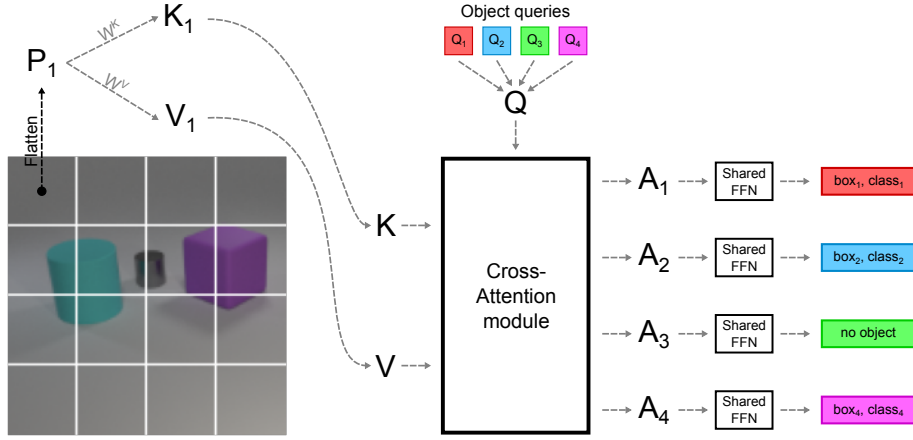 Object queries
Q₁ Q₂ Q₃ Q₄
Q
K₁
Wᴷ
P₁
Wⱽ
V₁
Flatten
K
V
Cross-
Attention
module
A₁
Shared
FFN
box₁, class₁
A₂
Shared
FFN
box₂, class₂
A₃
Shared
FFN
no object
A₄
Shared
FFN
box₄, class₄